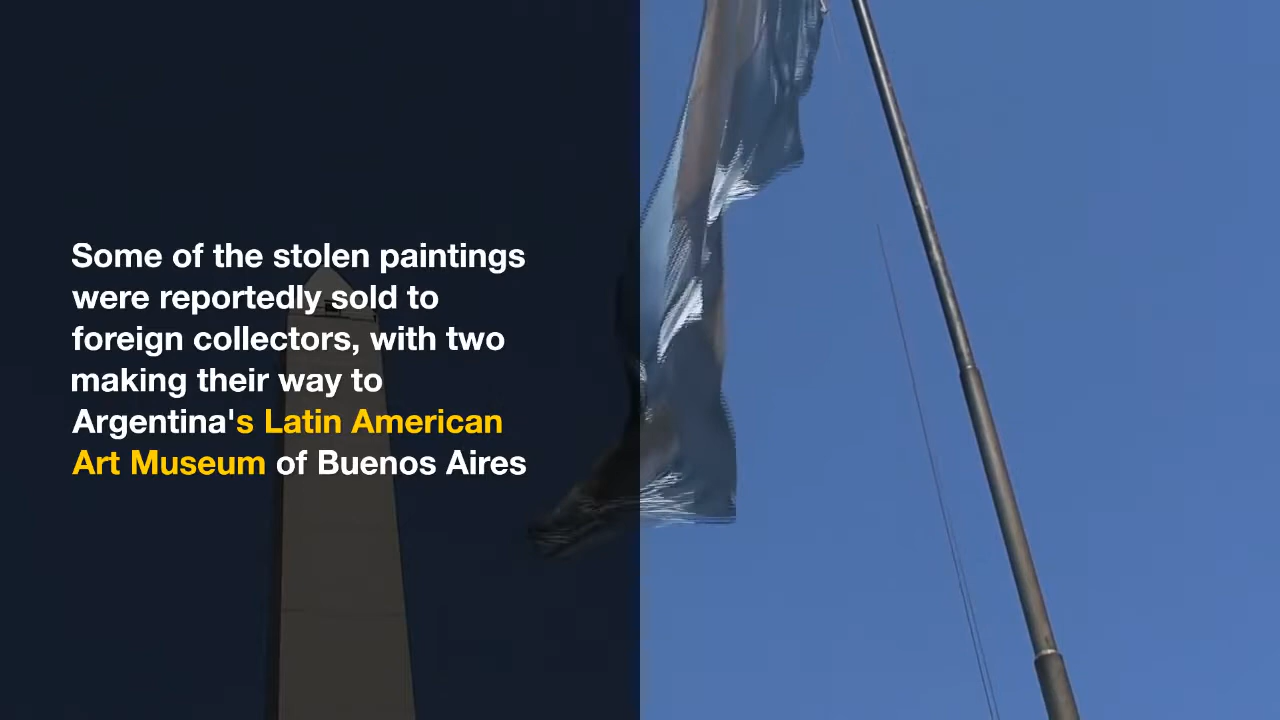 Some of the stolen paintings
were reportedly sold to
foreign collectors, with two
making their way to
Argentina's Latin American
Art Museum of Buenos Aires